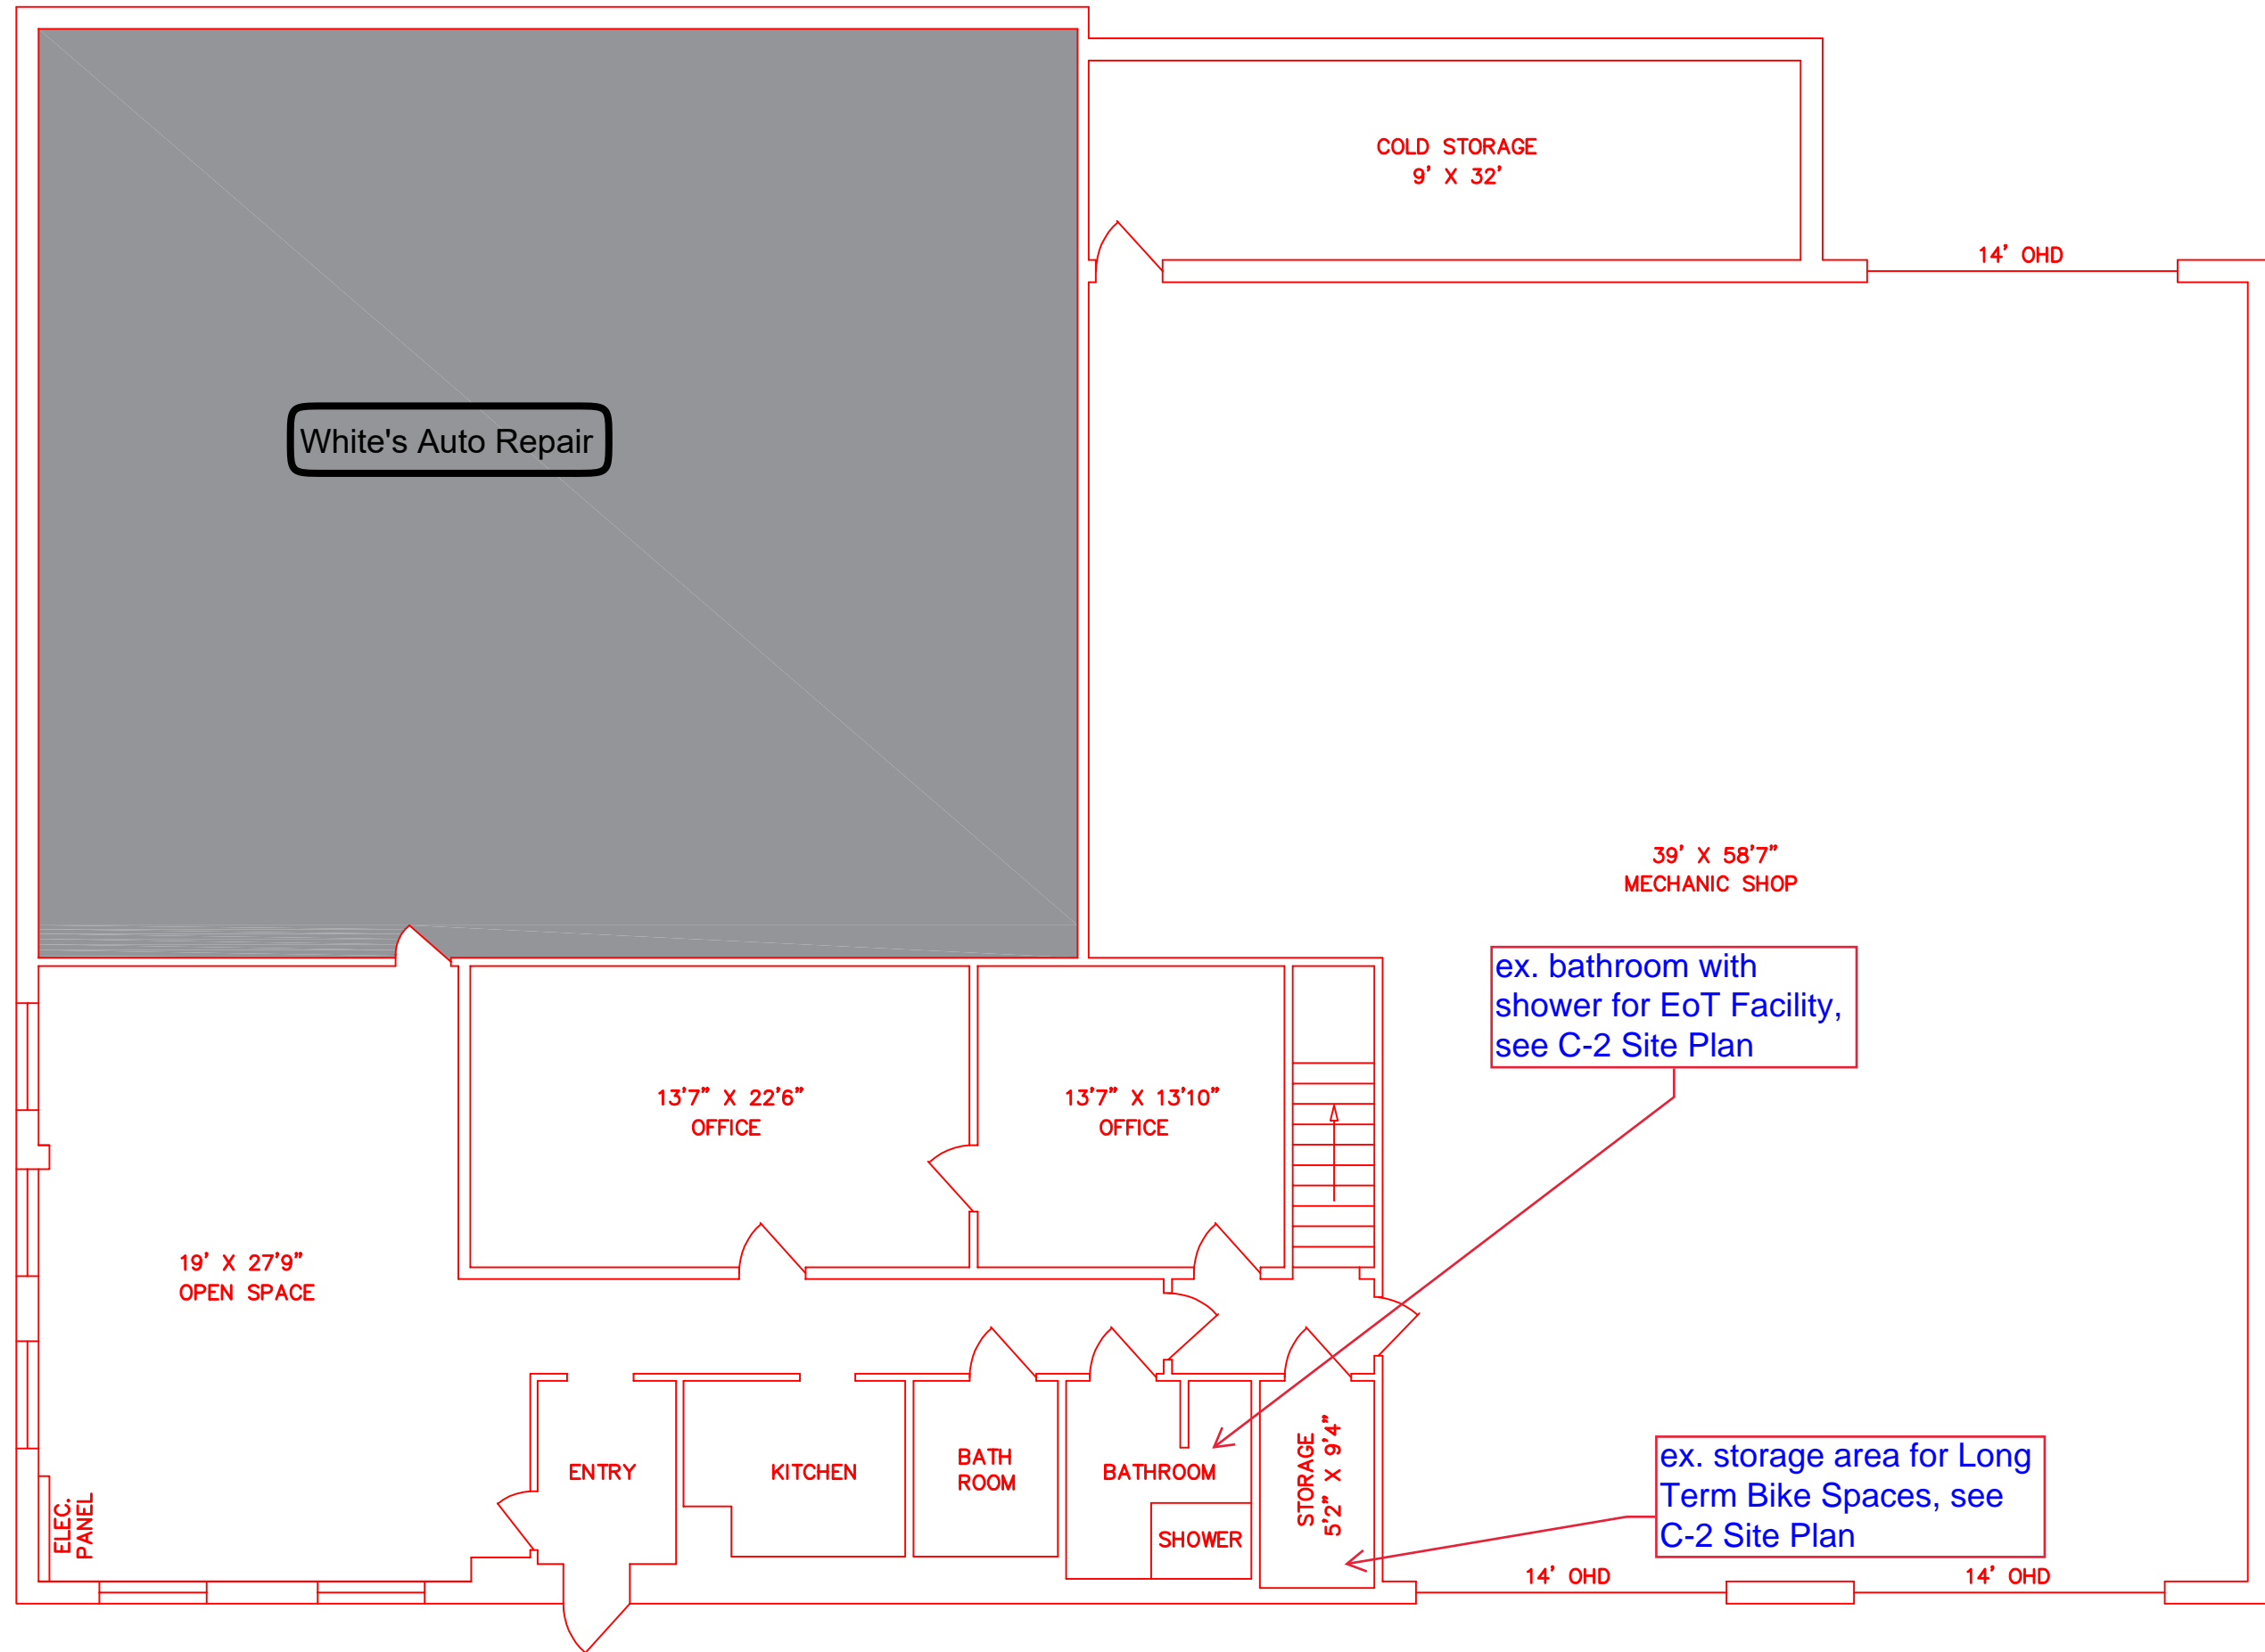 COLD STORAGE
9' X 32'
14' OHD
White's Auto Repair
39' X 58'7"
MECHANIC SHOP
ex. bathroom with
shower for EoT Facility,
see C-2 Site Plan
13'7" X 22'6"
OFFICE
13'7" X 13'10"
OFFICE
19' X 27'9"
OPEN SPACE
ELEC.
PANEL
ENTRY
KITCHEN
BATH
ROOM
BATHROOM
SHOWER
STORAGE
5'2" X 9'4"
ex. storage area for Long
Term Bike Spaces, see
C-2 Site Plan
14' OHD
14' OHD